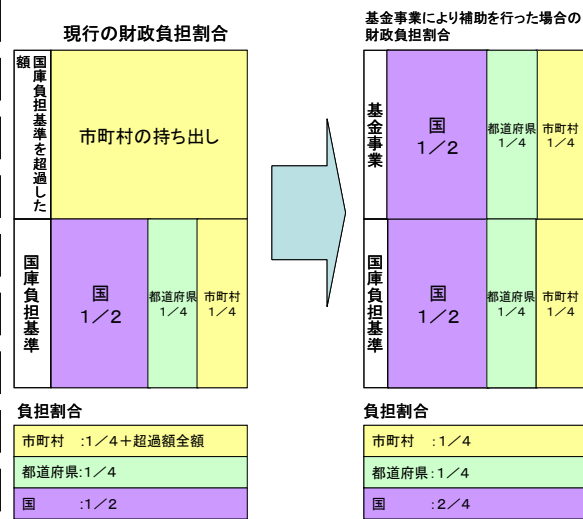 現行の財政負担割合
国庫負担基準を超過した
額
市町村の持ち出し
国庫負担基準
国
1／2
都道府県
1／4
市町村
1／4
負担割合
市町村　:1／4＋超過額全額
都道府県:1／4
国　　　:1／2
基金事業により補助を行った場合の
財政負担割合
基金事業
国
1／2
都道府県
1／4
市町村
1／4
国庫負担基準
国
1／2
都道府県
1／4
市町村
1／4
負担割合
市町村　:1／4
都道府県:1／4
国　　　:2／4